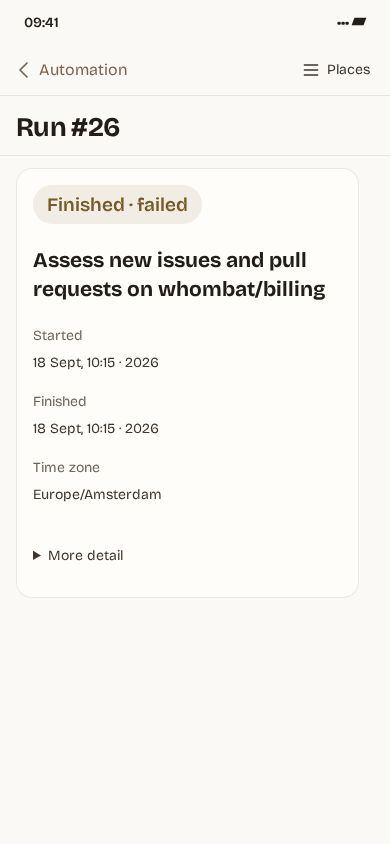 09:41
Automation
Places
Run #26
Finished · failed
Assess new issues and pull
requests on whombat/billing
Started
18 Sept, 10:15 · 2026
Finished
18 Sept, 10:15 · 2026
Time zone
Europe/Amsterdam
More detail